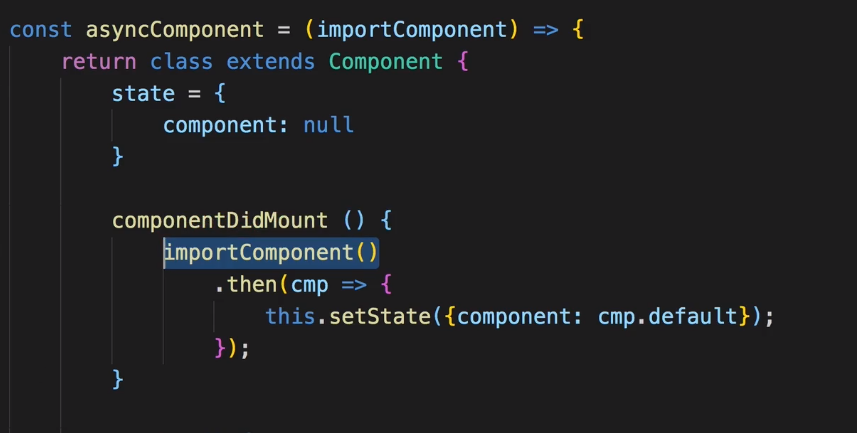 const asyncComponent = (importComponent) => {
return class extends Component {
state = {
component: null
}
componentDidMount () {
importComponent()
.then(cmp => {
this.setState({component: cmp.default});
});
}